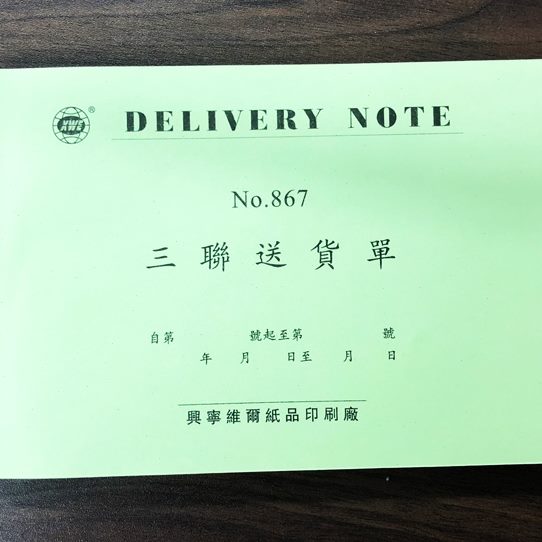 XWE ®
DELIVERY NOTE
No.867
三聯送貨單
自第 號起至第 號
年 月 日至 月 日
興寧維爾紙品印刷廠